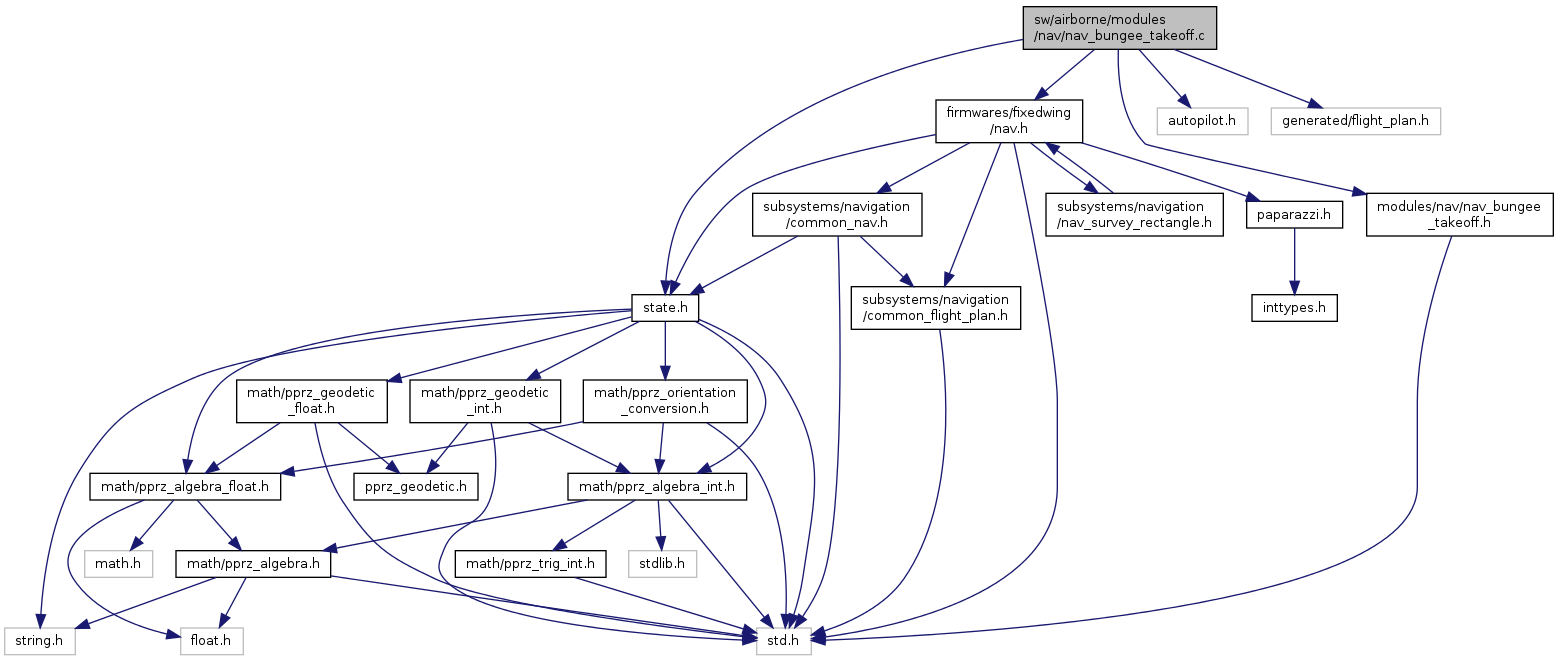 sw/airborne/modules
/nav/nav_bungee_takeoff.c
firmwares/fixedwing
/nav.h
autopilot.h
generated/flight_plan.h
subsystems/navigation
/common_nav.h
subsystems/navigation
/nav_survey_rectangle.h
paparazzi.h
modules/nav/nav_bungee
_takeoff.h
state.h
subsystems/navigation
/common_flight_plan.h
inttypes.h
math/pprz_geodetic
_float.h
math/pprz_geodetic
_int.h
math/pprz_orientation
_conversion.h
math/pprz_algebra_float.h
pprz_geodetic.h
math/pprz_algebra_int.h
math.h
math/pprz_algebra.h
math/pprz_trig_int.h
stdlib.h
string.h
float.h
std.h